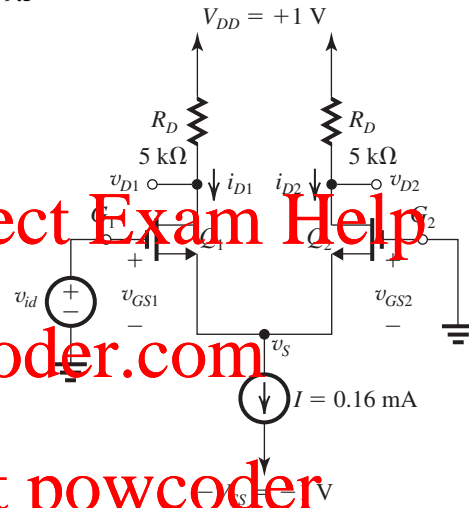 V_DD = +1 V
R_D R_D
5 kΩ 5 kΩ
v_D1 i_D1 i_D2 v_D2
ect Exam Help
Q_1 Q_2
v_id + − + v_GS1 − + v_GS2 −
oder.com
v_S
I = 0.16 mA
t powcoder